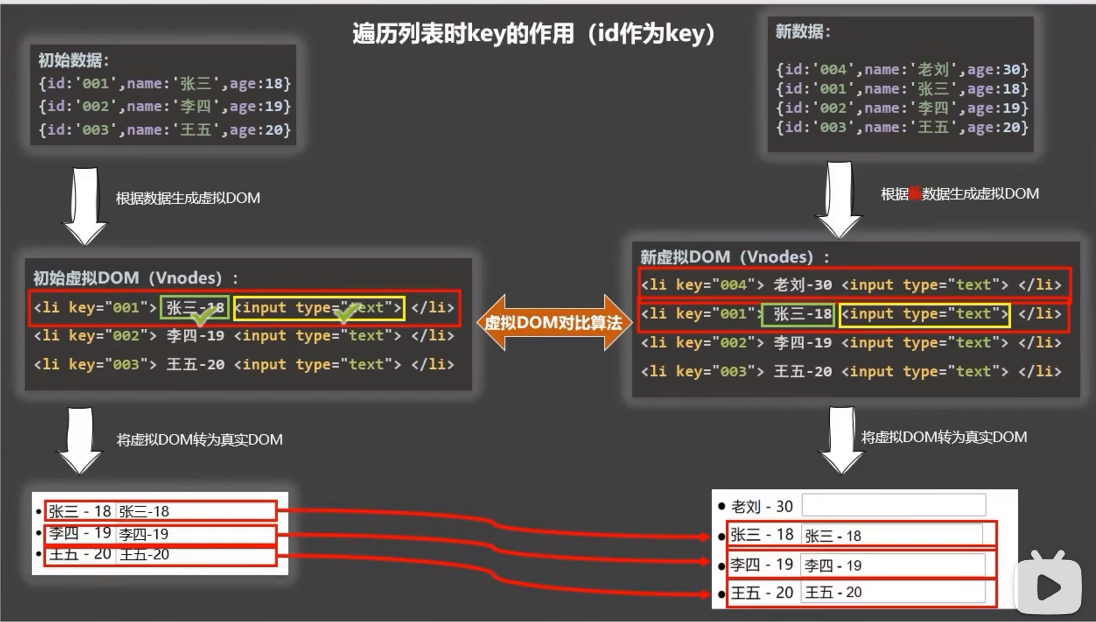 遍历列表时key的作用（id作为key）
初始数据：
{id:'001',name:'张三',age:18}
{id:'002',name:'李四',age:19}
{id:'003',name:'王五',age:20}
新数据：
{id:'004',name:'老刘',age:30}
{id:'001',name:'张三',age:18}
{id:'002',name:'李四',age:19}
{id:'003',name:'王五',age:20}
根据数据生成虚拟DOM
根据新数据生成虚拟DOM
初始虚拟DOM（Vnodes）：
<li key="001"> 张三-18 <input type="text"> </li>
<li key="002"> 李四-19 <input type="text"> </li>
<li key="003"> 王五-20 <input type="text"> </li>
虚拟DOM对比算法
新虚拟DOM（Vnodes）：
<li key="004"> 老刘-30 <input type="text"> </li>
<li key="001"> 张三-18 <input type="text"> </li>
<li key="002"> 李四-19 <input type="text"> </li>
<li key="003"> 王五-20 <input type="text"> </li>
将虚拟DOM转为真实DOM
将虚拟DOM转为真实DOM
张三 - 18 张三-18
李四 - 19 李四-19
王五 - 20 王五-20
老刘 - 30
张三 - 18 张三 - 18
李四 - 19 李四 - 19
王五 - 20 王五 - 20